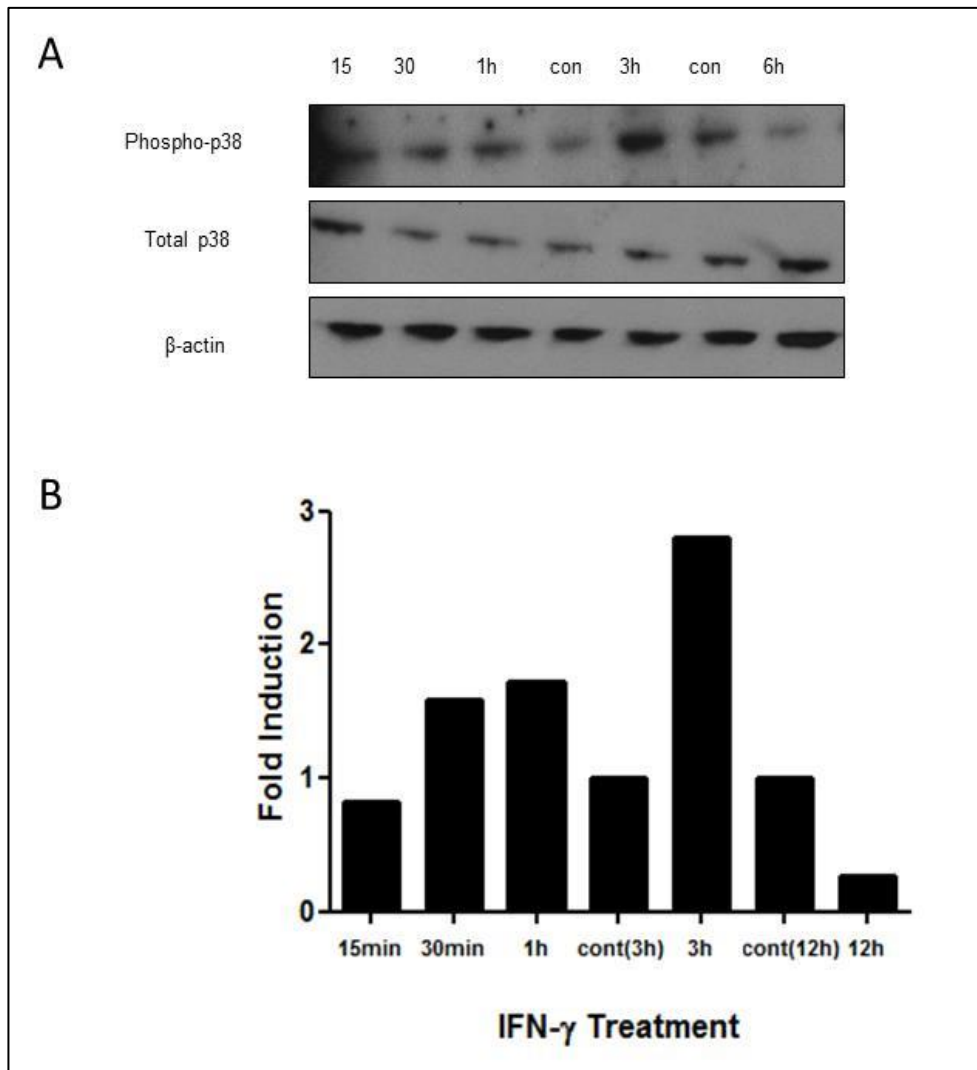 A
15 30 1h con 3h con 6h
Phospho-p38
Total p38
β-actin
B
3
2
1
0
Fold Induction
15min 30min 1h cont(3h) 3h cont(12h) 12h
IFN-γ Treatment